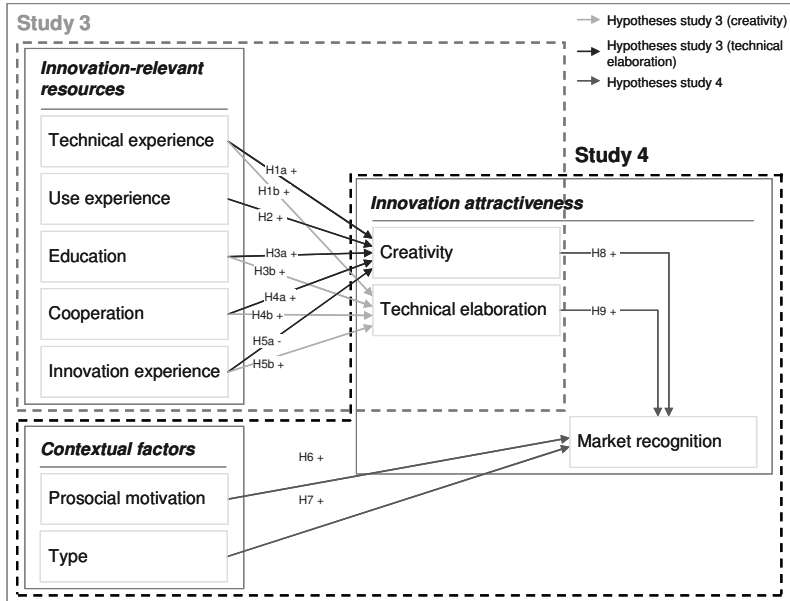 Study 3
Hypotheses study 3 (creativity)
Hypotheses study 3 (technical
elaboration)
Hypotheses study 4
Innovation-relevant
resources
Technical experience
Use experience
Education
Cooperation
Innovation experience
H1a +
H1b +
H2 +
H3a +
H3b +
H4a +
H4b +
H5a -
H5b +
Study 4
Innovation attractiveness
Creativity
Technical elaboration
H8 +
H9 +
Market recognition
Contextual factors
Prosocial motivation
Type
H6 +
H7 +